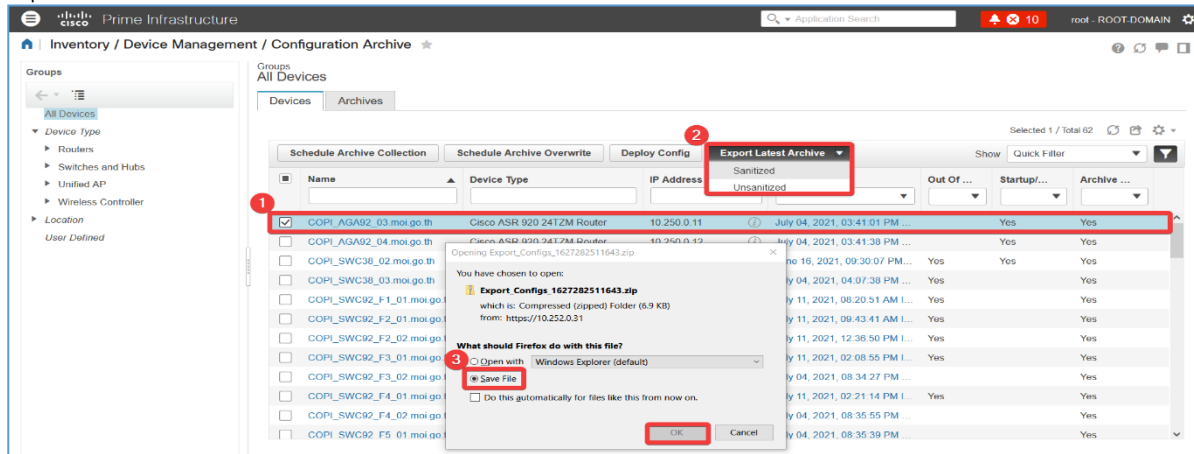 cisco Prime Infrastructure
Application Search
10
root - ROOT-DOMAIN
Inventory / Device Management / Configuration Archive
Groups
All Devices
Device Type
Routers
Switches and Hubs
Unified AP
Wireless Controller
Location
User Defined
Groups
All Devices
Devices Archives
Selected 1 / Total 62
2
Schedule Archive Collection Schedule Archive Overwrite Deploy Config Export Latest Archive Show Quick Filter
Sanitized
Unsanitized
Name Device Type IP Address Out Of ... Startup/... Archive ...
1
COPI_AGA92_03.moi.go.th Cisco ASR 920 24TZM Router 10.250.0.11 July 04, 2021, 03:41:01 PM ... Yes Yes
COPI_AGA92_04.moi.go.th Cisco ASR 920 24TZM Router 10.250.0.12 July 04, 2021, 03:41:38 PM ... Yes Yes
COPI_SWC38_02.moi.go.th ne 16, 2021, 09:30:07 PM... Yes Yes Yes
COPI_SWC38_03.moi.go.th ly 04, 2021, 04:07:38 PM ... Yes Yes
COPI_SWC92_F1_01.moi.go.t ly 11, 2021, 08:20:51 AM I... Yes Yes
COPI_SWC92_F2_01.moi.go.t ly 11, 2021, 09:43:41 AM I... Yes Yes
COPI_SWC92_F2_02.moi.go.t ly 11, 2021, 12:36:50 PM I... Yes Yes
COPI_SWC92_F3_01.moi.go.t ly 11, 2021, 02:08:55 PM I... Yes Yes
COPI_SWC92_F3_02.moi.go.t ly 04, 2021, 08:34:27 PM ... Yes
COPI_SWC92_F4_01.moi.go.t ly 11, 2021, 02:21:14 PM I... Yes Yes
COPI_SWC92_F4_02.moi.go.t ly 04, 2021, 08:35:55 PM ... Yes
COPI_SWC92_F5_01.moi.go.t ly 04, 2021, 08:35:39 PM ... Yes
Opening Export_Configs_1627282511643.zip
You have chosen to open:
Export_Configs_1627282511643.zip
which is: Compressed (zipped) Folder (6.9 KB)
from: https://10.252.0.31
What should Firefox do with this file?
3
Open with Windows Explorer (default)
Save File
Do this automatically for files like this from now on.
OK Cancel